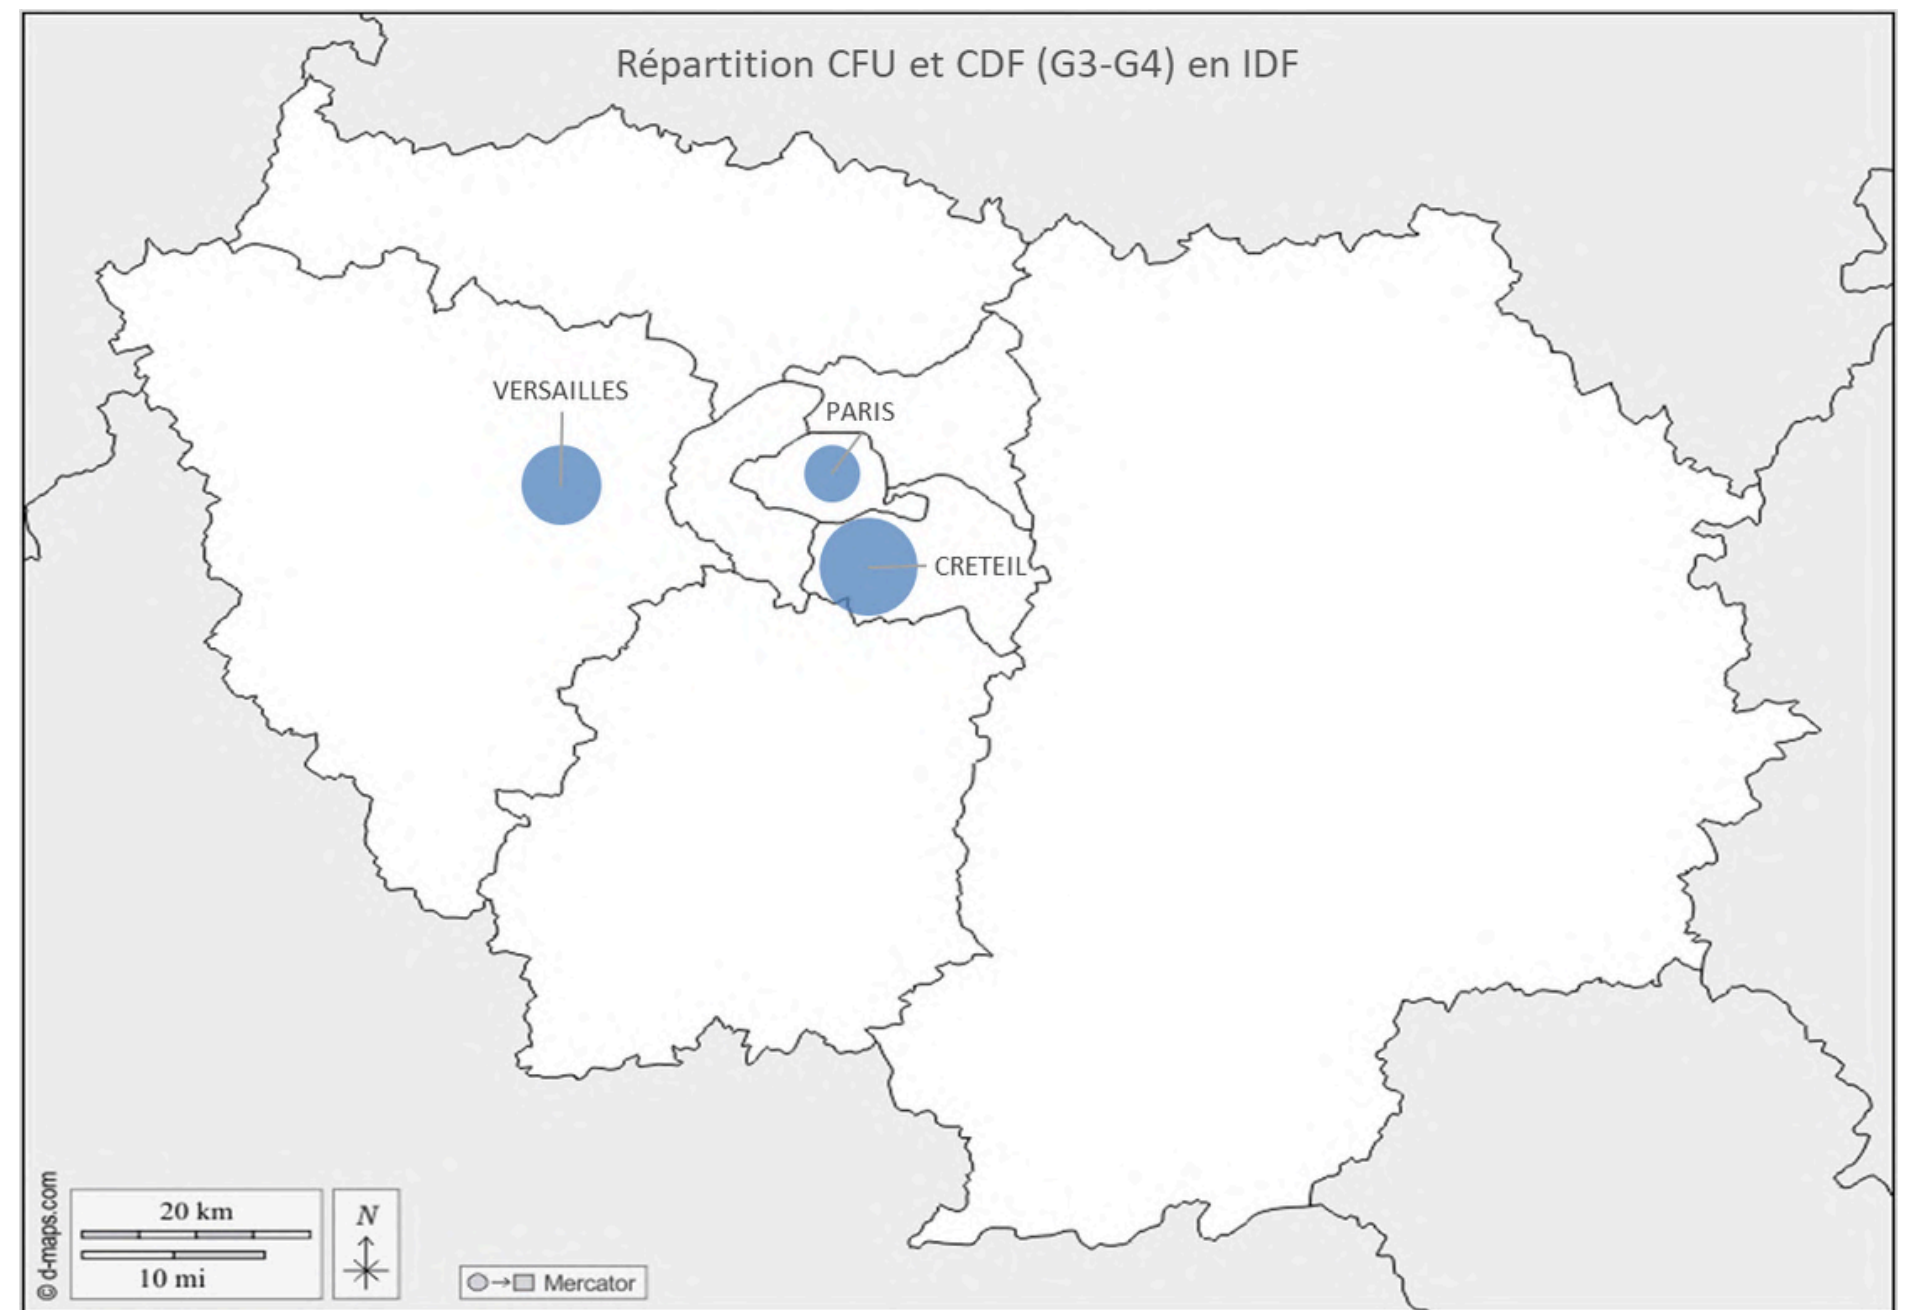 Répartition CFU et CDF (G3-G4) en IDF
VERSAILLES
PARIS
CRETEIL
© d-maps.com
20 km
10 mi
N
Mercator